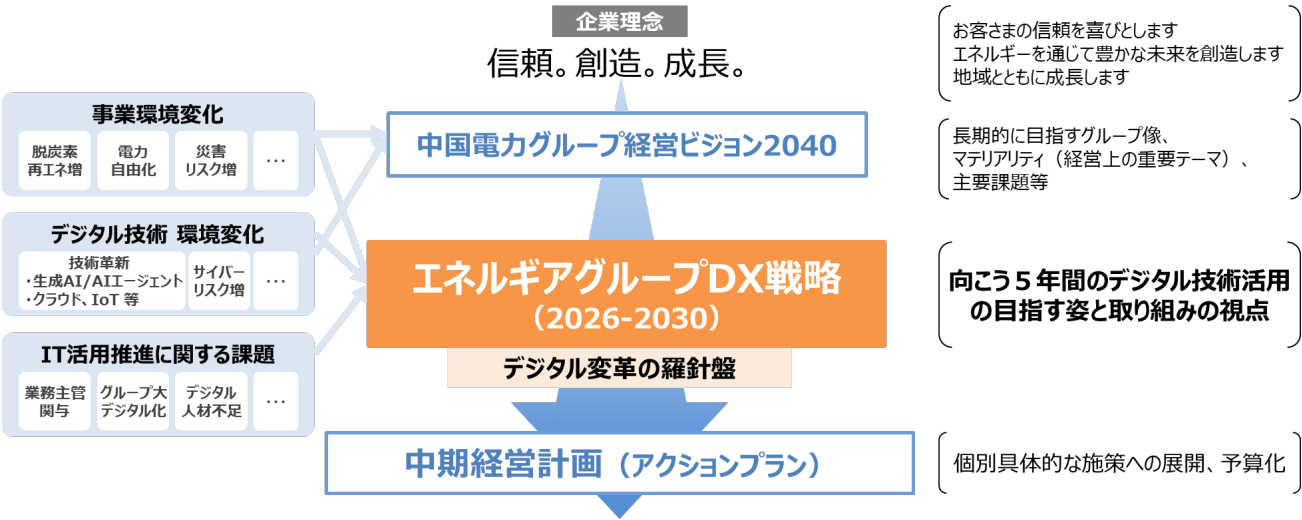 企業理念
信頼。創造。成長。
お客さまの信頼を喜びとします
エネルギーを通じて豊かな未来を創造します
地域とともに成長します
事業環境変化
脱炭素
再エネ増
電力
自由化
災害
リスク増
…
中国電力グループ経営ビジョン2040
長期的に目指すグループ像、
マテリアリティ（経営上の重要テーマ）、
主要課題等
デジタル技術 環境変化
技術革新
・生成AI/AIエージェント
・クラウド、IoT 等
サイバー
リスク増
…
エネルギアグループDX戦略
（2026-2030）
デジタル変革の羅針盤
向こう５年間のデジタル技術活用
の目指す姿と取り組みの視点
IT活用推進に関する課題
業務主管
関与
グループ大
デジタル化
デジタル
人材不足
…
中期経営計画（アクションプラン）
個別具体的な施策への展開、予算化